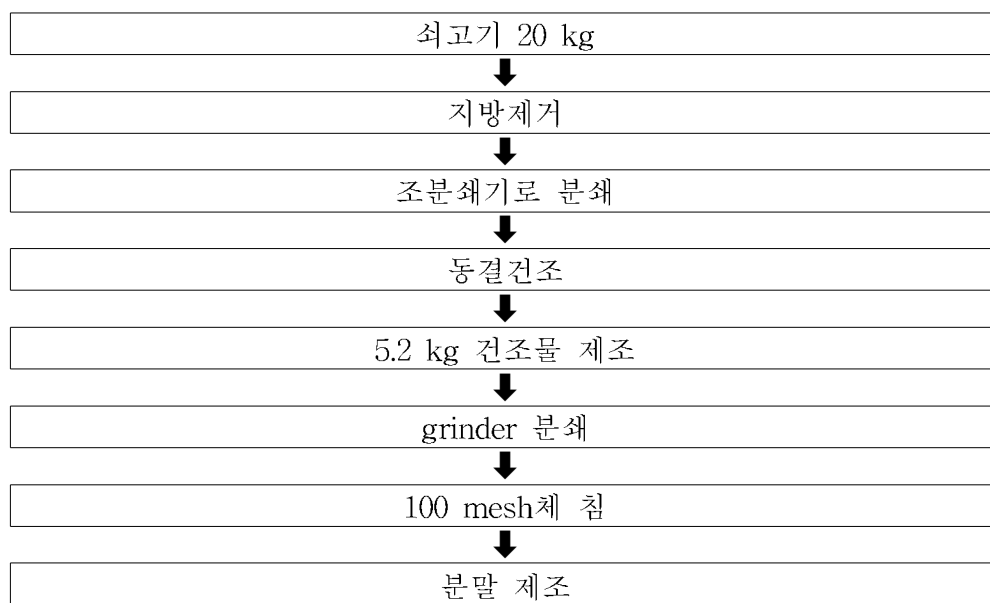 쇠고기 20 kg
지방제거
조분쇄기로 분쇄
동결건조
5.2 kg 건조물 제조
grinder 분쇄
100 mesh체 침
분말 제조